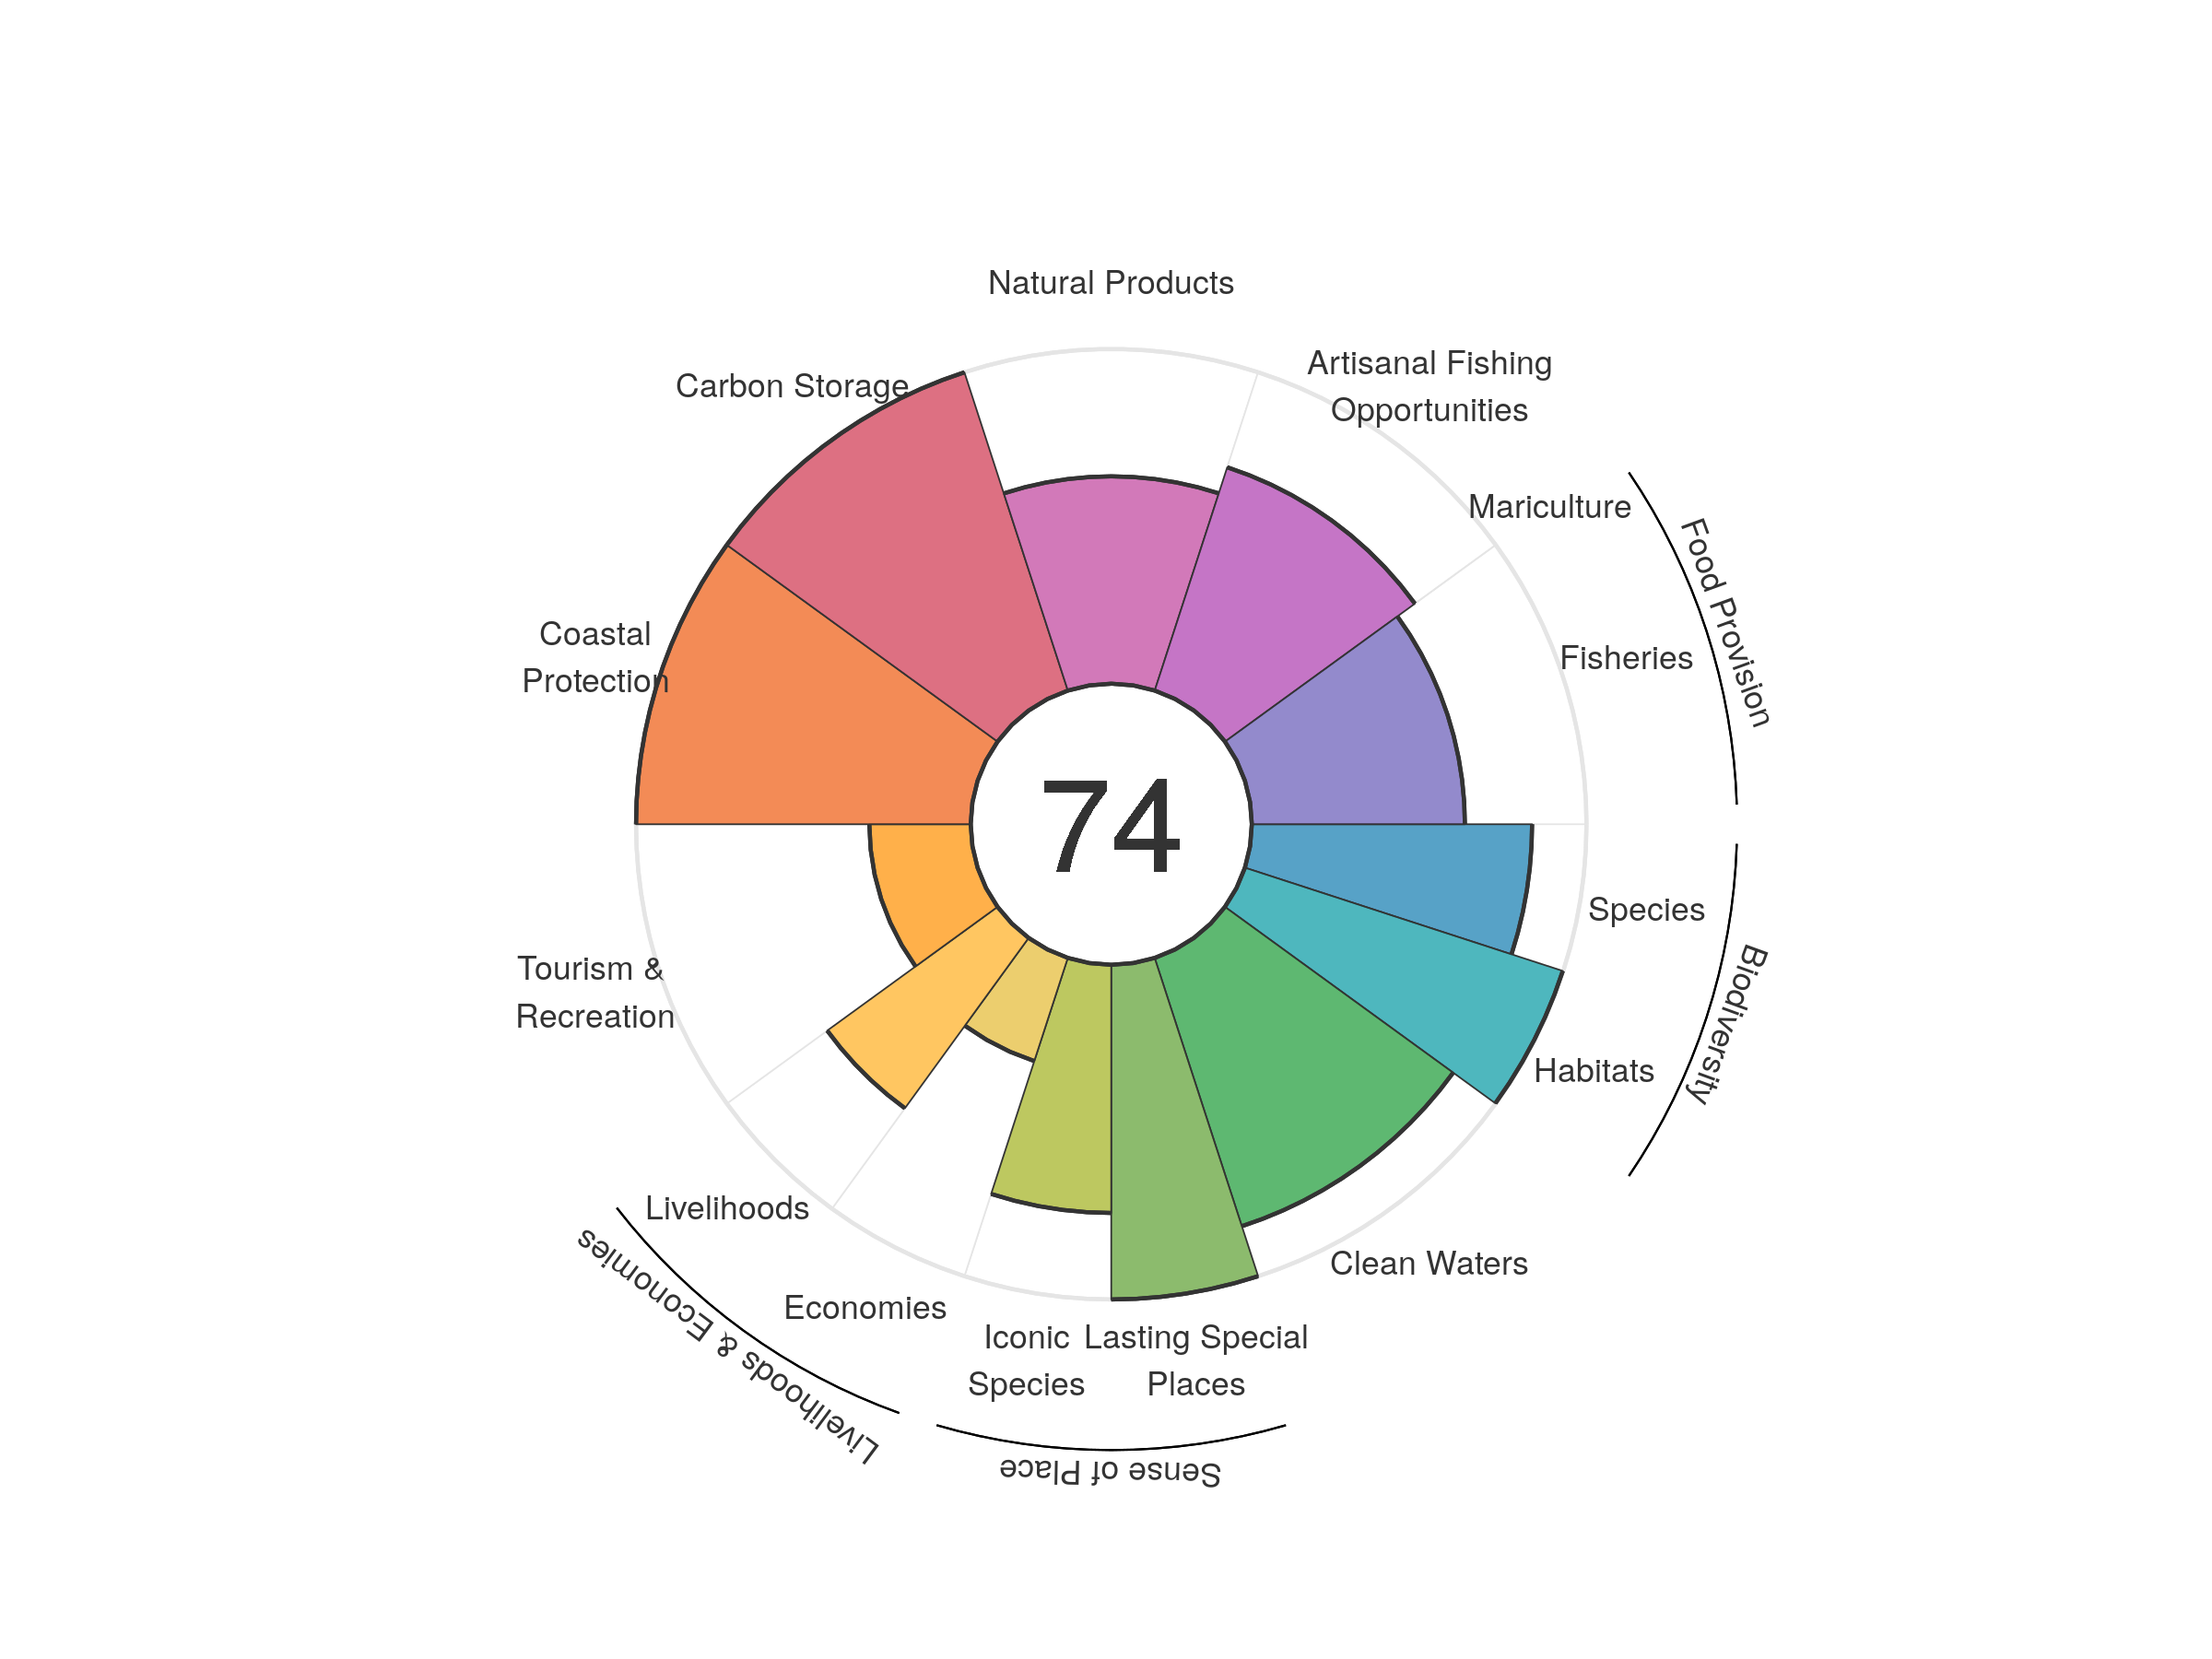 Natural Products
Artisanal Fishing
Opportunities
Carbon Storage
Mariculture
Food Provision
Fisheries
Coastal
Protection
74
Species
Biodiversity
Habitats
Tourism &
Recreation
Livelihoods
Livelihoods & Economies
Economies
Clean Waters
Iconic
Species
Lasting Special
Places
Sense of Place